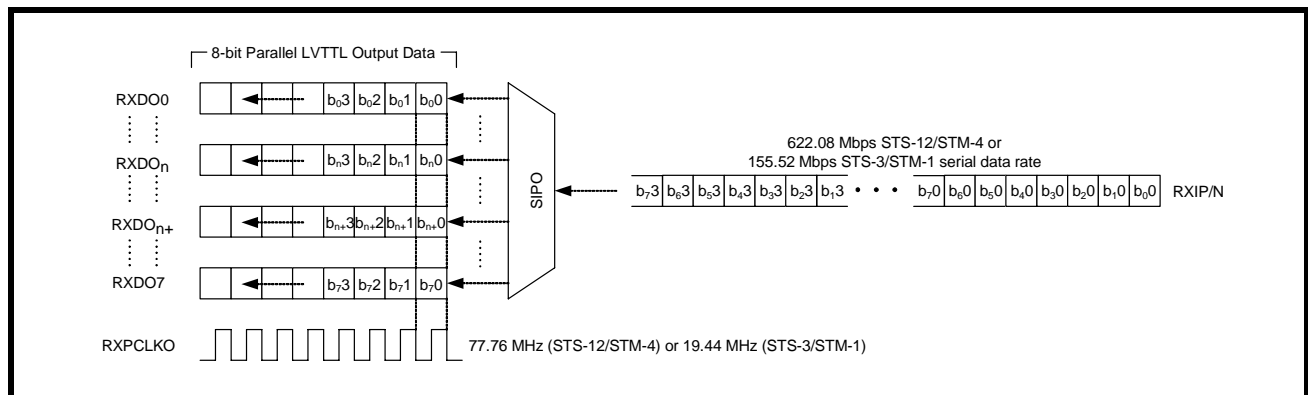 8-bit Parallel LVTTL Output Data
RXDO0
b₀3 b₀2 b₀1 b₀0
RXDOn
bₙ3 bₙ2 bₙ1 bₙ0
RXDOn+
bₙ₊3 bₙ₊2 bₙ₊1 bₙ₊0
RXDO7
b₇3 b₇2 b₇1 b₇0
RXPCLKO
77.76 MHz (STS-12/STM-4) or 19.44 MHz (STS-3/STM-1)
SIPO
622.08 Mbps STS-12/STM-4 or
155.52 Mbps STS-3/STM-1 serial data rate
b₇3 b₆3 b₅3 b₄3 b₃3 b₂3 b₁3 • • • b₇0 b₆0 b₅0 b₄0 b₃0 b₂0 b₁0 b₀0 RXIP/N